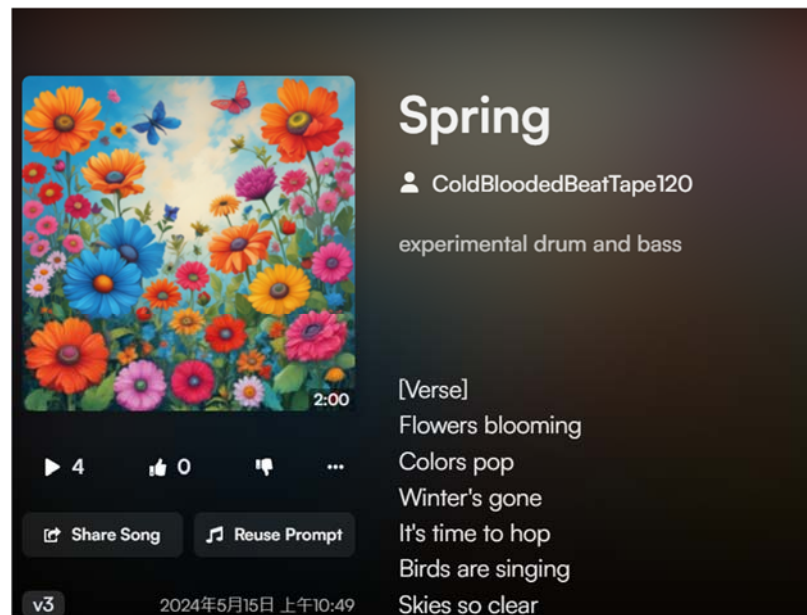 2:00
4
0
Share Song
Reuse Prompt
v3
2024年5月15日 上午10:49
Spring
ColdBloodedBeatTape120
experimental drum and bass
[Verse]
Flowers blooming
Colors pop
Winter's gone
It's time to hop
Birds are singing
Skies so clear